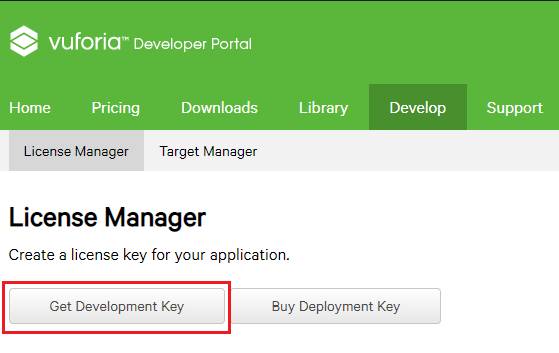 vuforia™ Developer Portal
Home Pricing Downloads Library Develop Support
License Manager Target Manager
License Manager
Create a license key for your application.
Get Development Key Buy Deployment Key